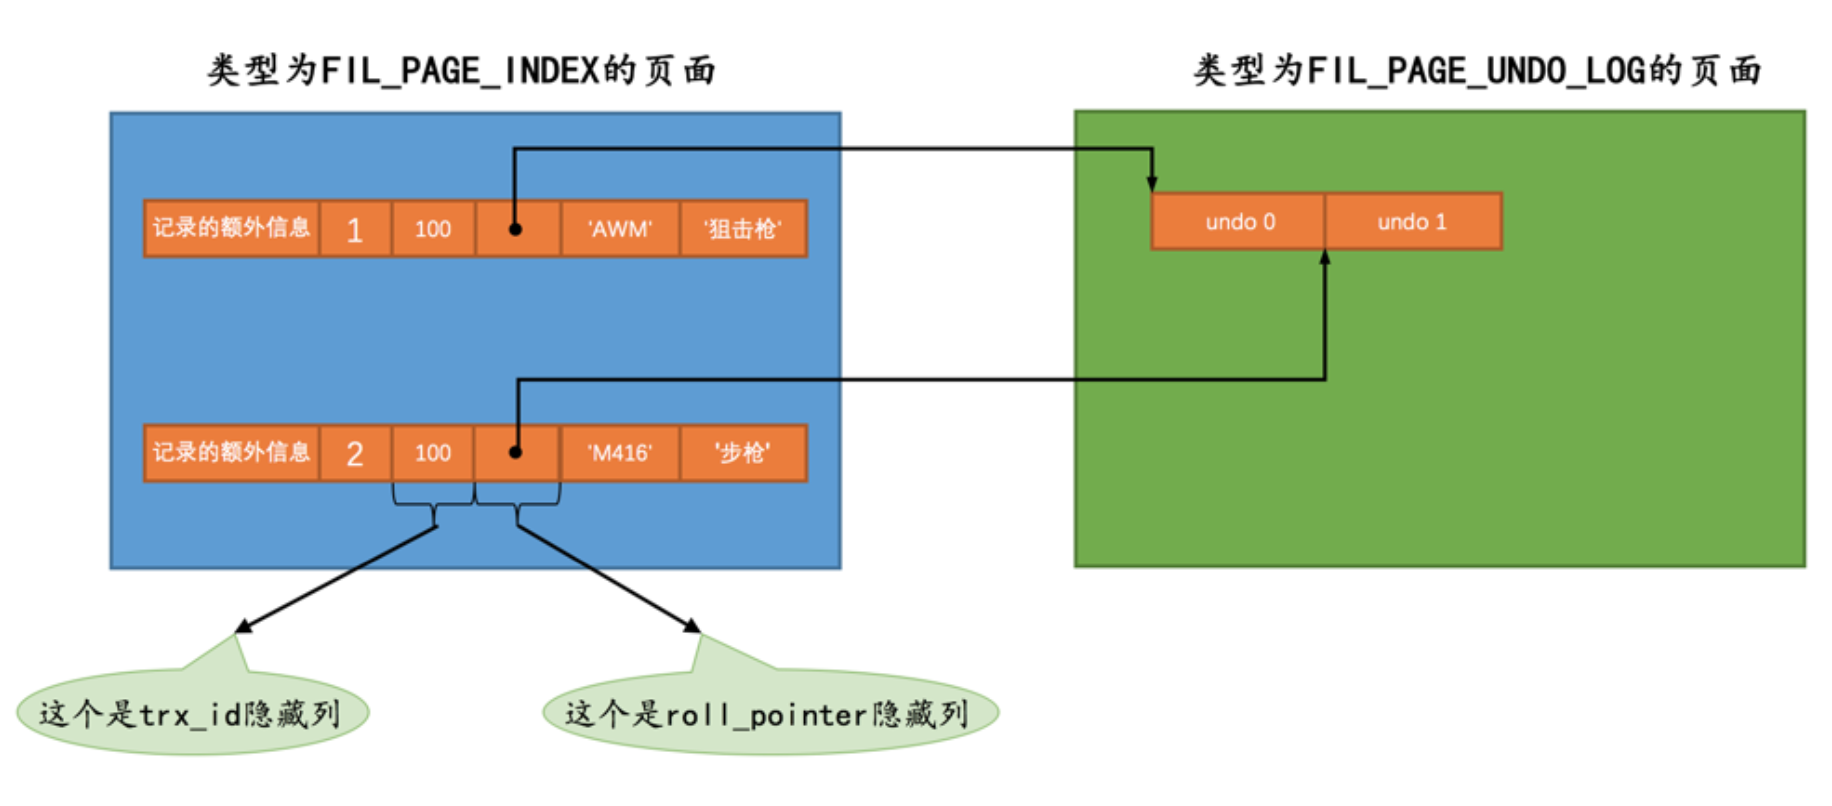 类型为FIL_PAGE_INDEX的页面
类型为FIL_PAGE_UNDO_LOG的页面
记录的额外信息 1 100 'AWM' '狙击枪'
undo 0 undo 1
记录的额外信息 2 100 'M416' '步枪'
这个是trx_id隐藏列
这个是roll_pointer隐藏列